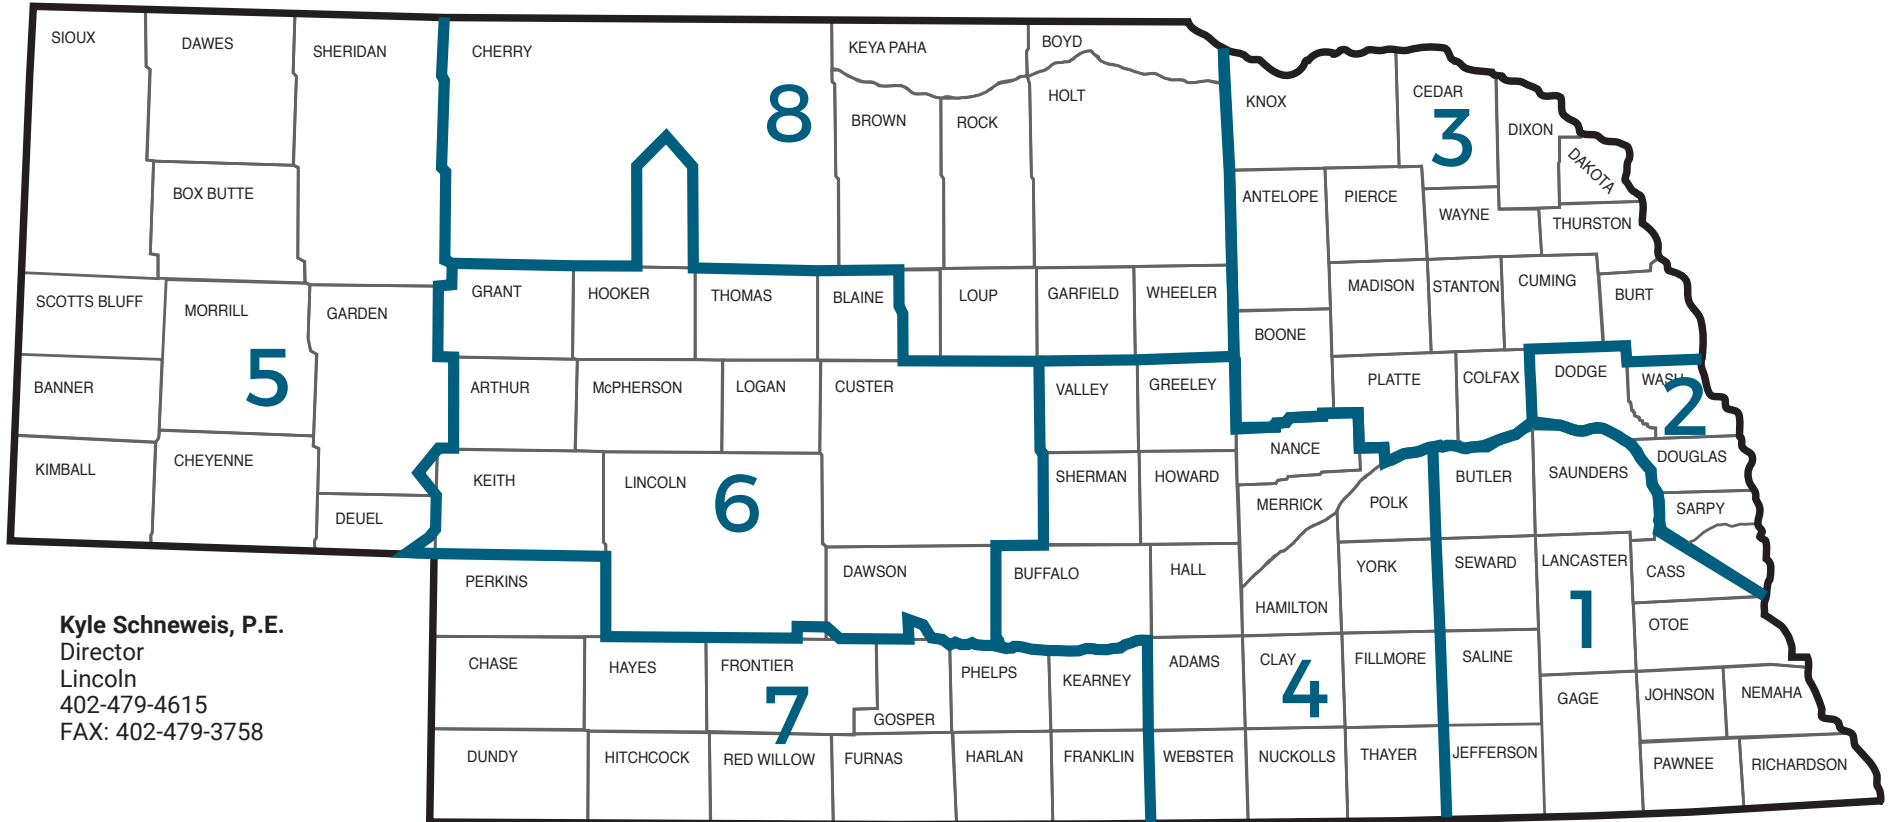 SIOUX
DAWES
SHERIDAN
CHERRY
KEYA PAHA
BOYD
8
BROWN
ROCK
HOLT
KNOX
CEDAR
3
DIXON
DAKOTA
BOX BUTTE
ANTELOPE
PIERCE
WAYNE
THURSTON
SCOTTS BLUFF
MORRILL
GARDEN
GRANT
HOOKER
THOMAS
BLAINE
LOUP
GARFIELD
WHEELER
BOONE
MADISON
STANTON
CUMING
BURT
5
BANNER
ARTHUR
McPHERSON
LOGAN
CUSTER
VALLEY
GREELEY
PLATTE
COLFAX
DODGE
WASH
2
KIMBALL
CHEYENNE
DEUEL
KEITH
LINCOLN
6
SHERMAN
HOWARD
NANCE
MERRICK
POLK
BUTLER
SAUNDERS
DOUGLAS
SARPY
PERKINS
DAWSON
BUFFALO
HALL
HAMILTON
YORK
SEWARD
LANCASTER
1
CASS
OTOE
CHASE
HAYES
FRONTIER
7
GOSPER
PHELPS
KEARNEY
ADAMS
CLAY
4
FILLMORE
SALINE
GAGE
JOHNSON
NEMAHA
DUNDY
HITCHCOCK
RED WILLOW
FURNAS
HARLAN
FRANKLIN
WEBSTER
NUCKOLLS
THAYER
JEFFERSON
PAWNEE
RICHARDSON
Kyle Schneweis, P.E.
Director
Lincoln
402-479-4615
FAX: 402-479-3758